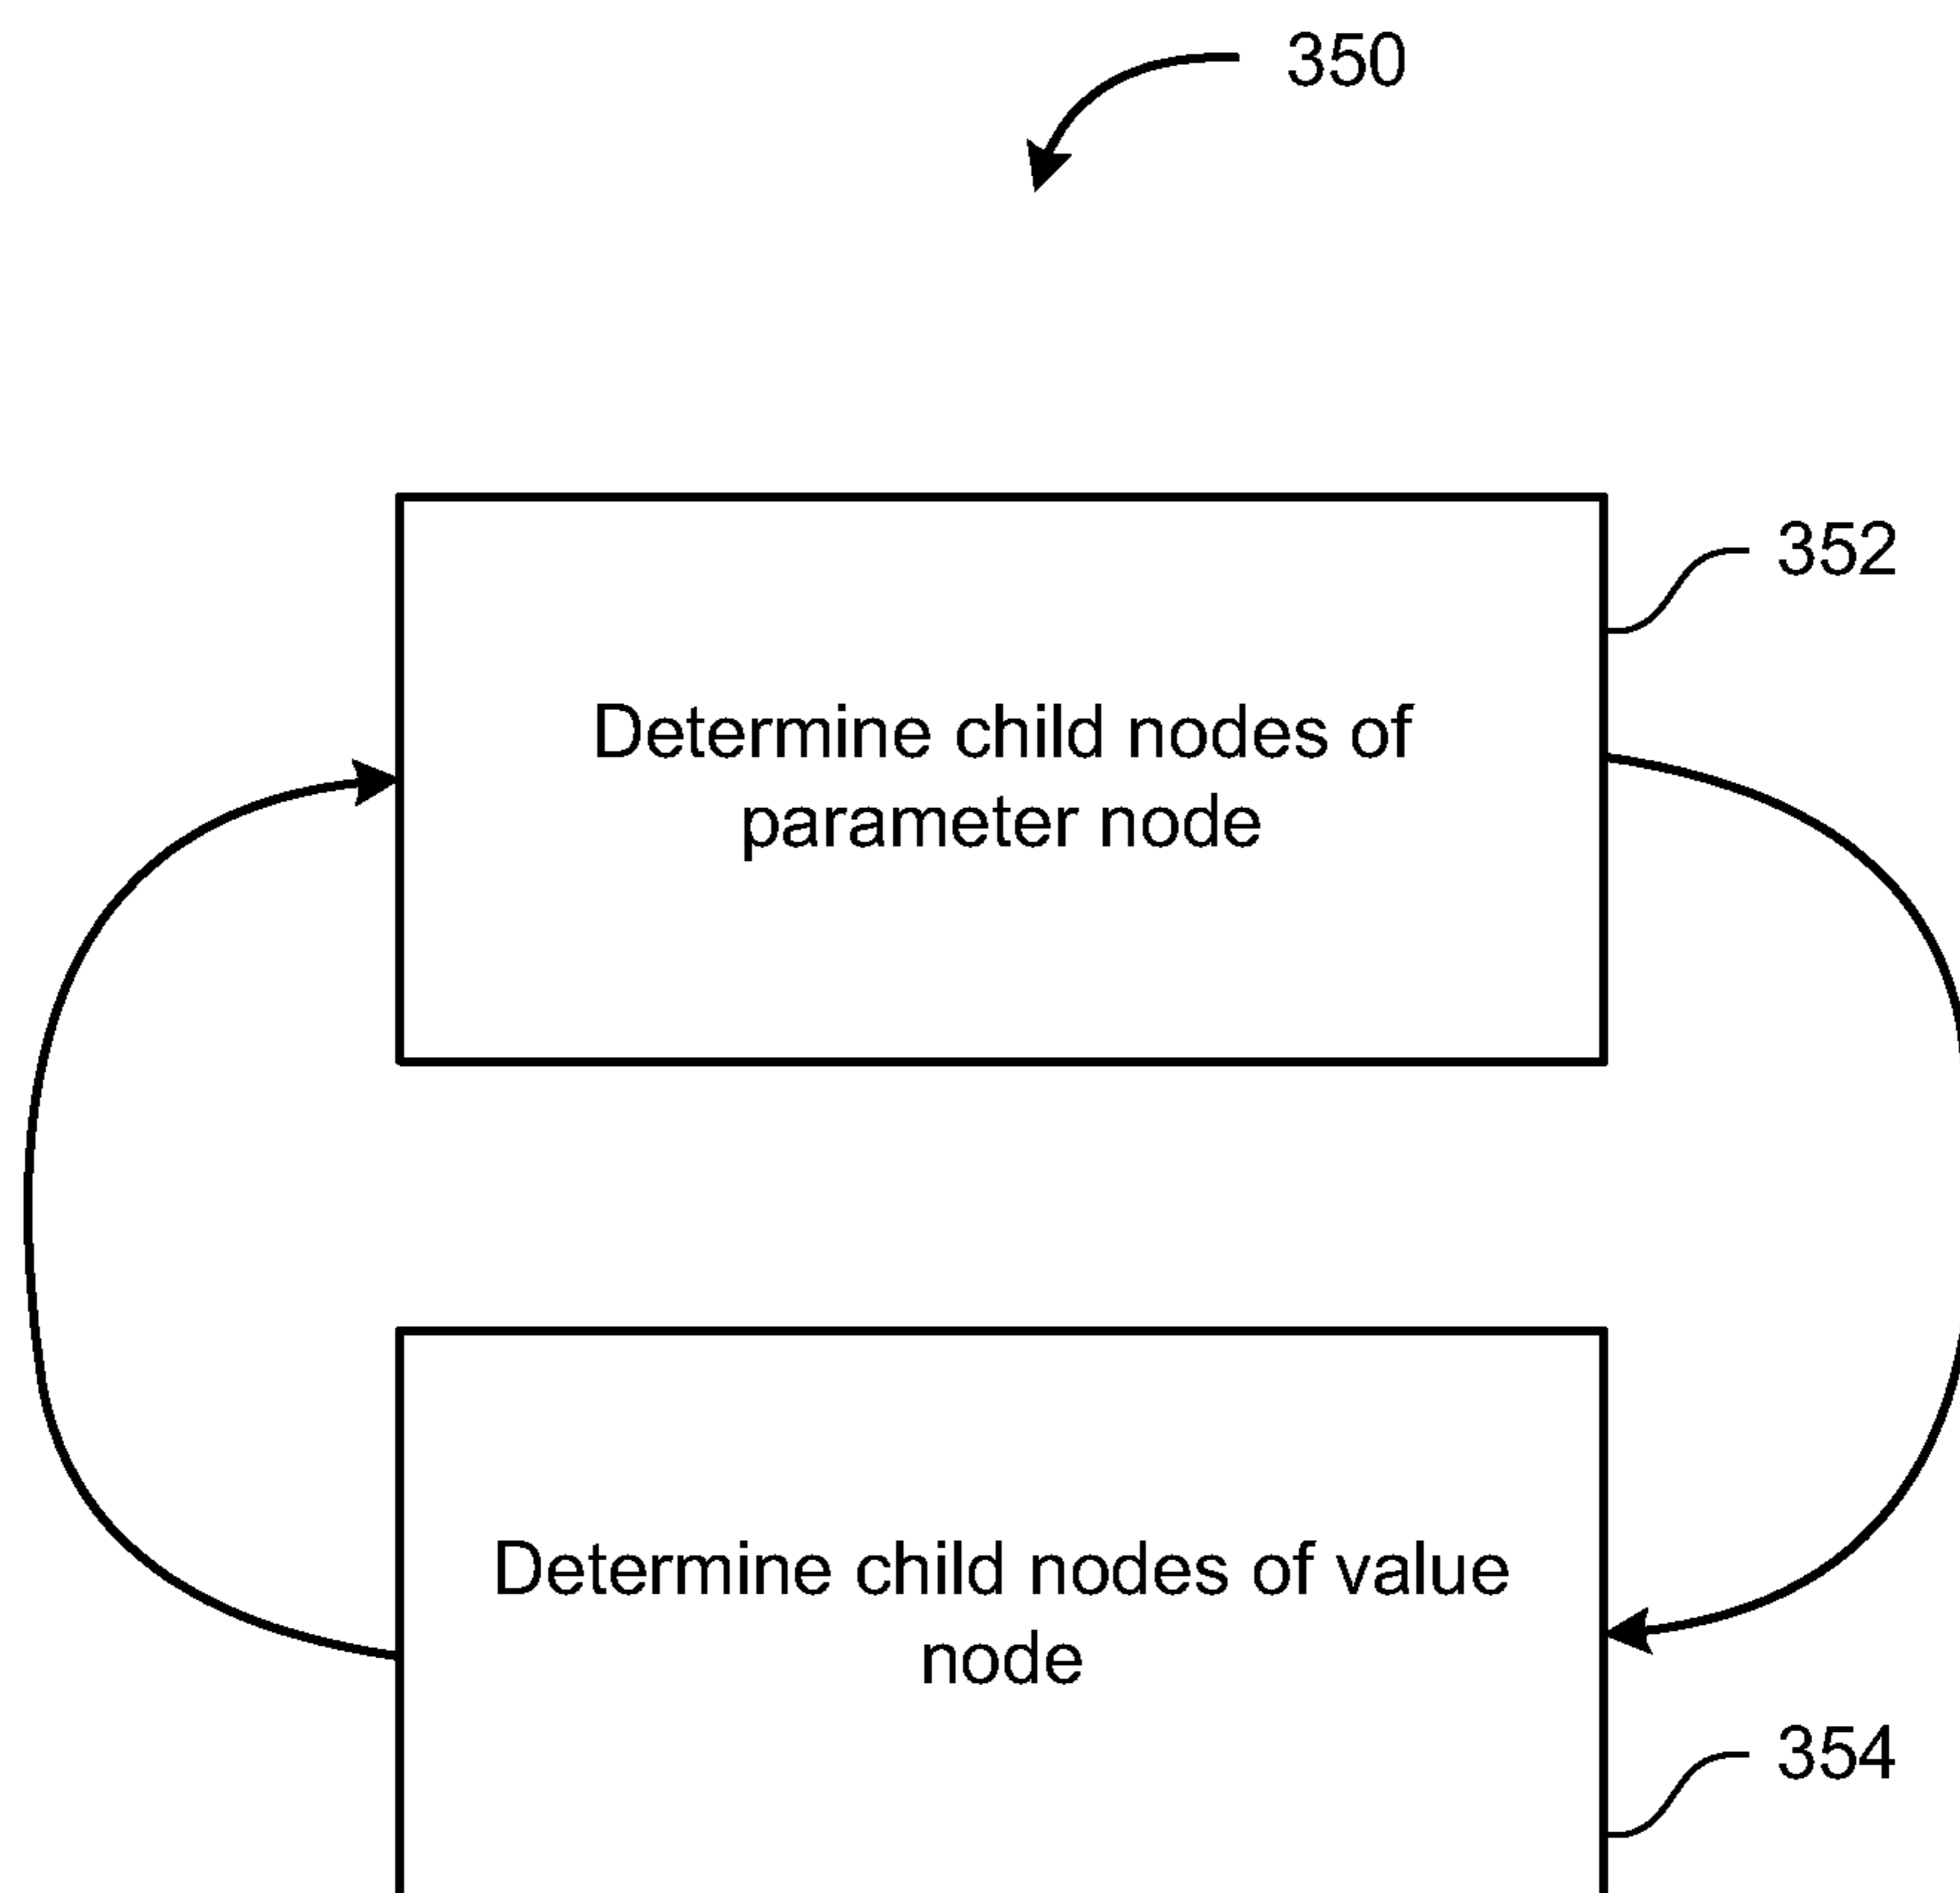 350
352
Determine child nodes of
parameter node
Determine child nodes of value
node
354